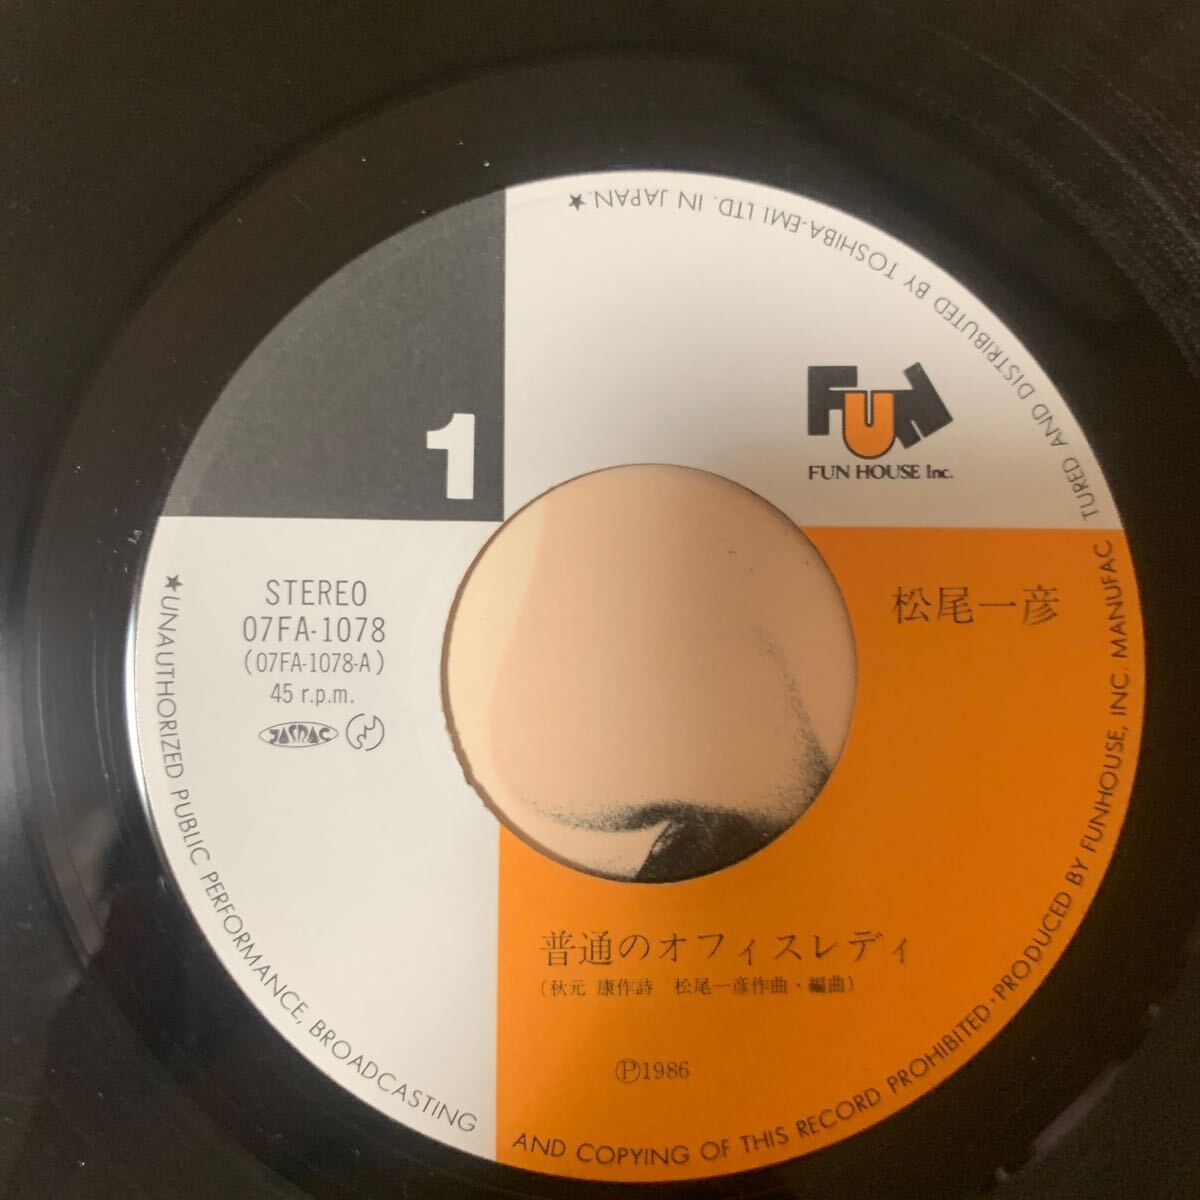 1
FUN
FUN HOUSE Inc.
STEREO
07FA-1078
(07FA-1078-A)
45 r.p.m.
JASRAC
松尾一彦
普通のオフィスレディ
(秋元 康作詩 松尾一彦作曲・編曲)
Ⓟ1986
★UNAUTHORIZED PUBLIC PERFORMANCE, BROADCASTING AND COPYING OF THIS RECORD PROHIBITED・PRODUCED BY FUNHOUSE, INC. MANUFACTURED AND DISTRIBUTED BY TOSHIBA-EMI LTD. IN JAPAN.★